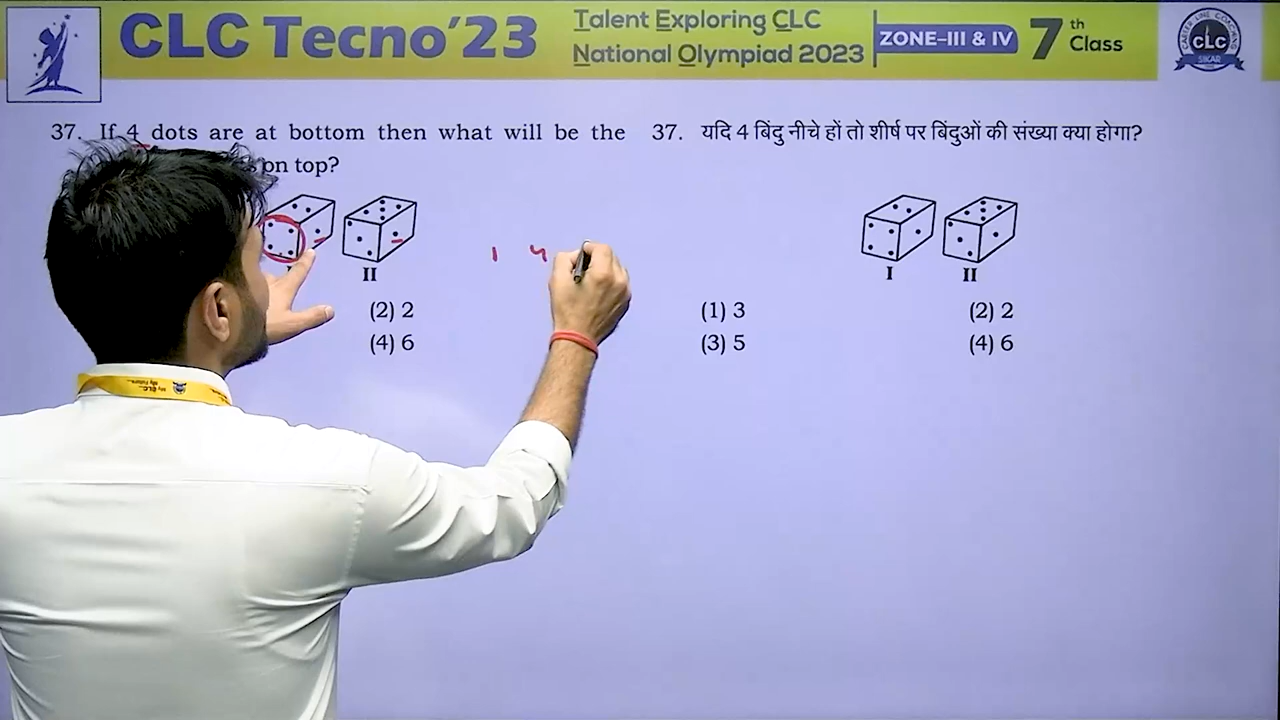 CLC Tecno'23
Talent Exploring CLC
National Olympiad 2023
ZONE–III & IV
7th Class
CLC
SIKAR
37. If 4 dots are at bottom then what will be the
on top?
II
(2) 2
(4) 6
1 4
37. यदि 4 बिंदु नीचे हों तो शीर्ष पर बिंदुओं की संख्या क्या होगा?
I II
(1) 3 (2) 2
(3) 5 (4) 6